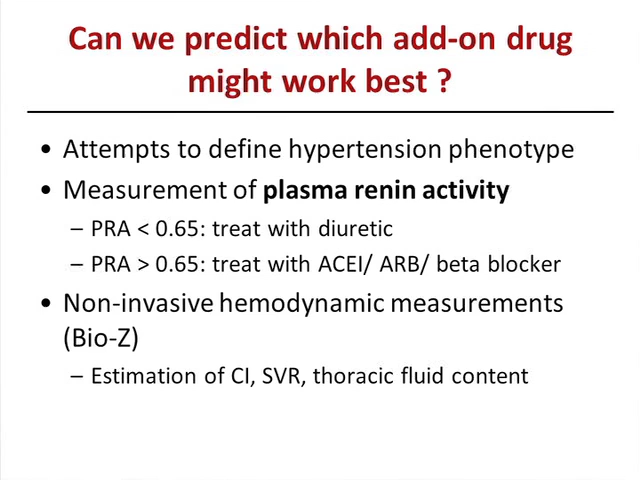 Can we predict which add-on drug
might work best ?
• Attempts to define hypertension phenotype
• Measurement of plasma renin activity
– PRA < 0.65: treat with diuretic
– PRA > 0.65: treat with ACEI/ ARB/ beta blocker
• Non-invasive hemodynamic measurements
(Bio-Z)
– Estimation of CI, SVR, thoracic fluid content